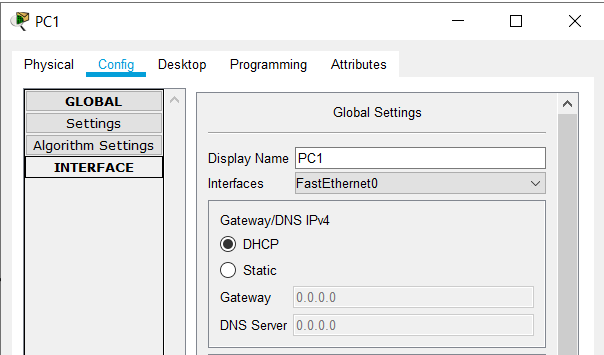 PC1
Physical Config Desktop Programming Attributes
GLOBAL
Settings
Algorithm Settings
INTERFACE
Global Settings
Display Name PC1
Interfaces FastEthernet0
Gateway/DNS IPv4
DHCP
Static
Gateway 0.0.0.0
DNS Server 0.0.0.0